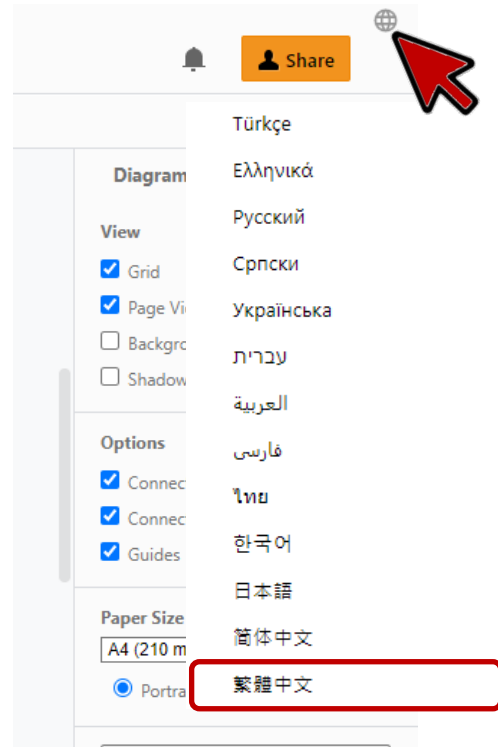 Share
Türkçe
Ελληνικά
Русский
Српски
Українська
עברית
العربية
فارسی
ไทย
한국어
日本語
简体中文
繁體中文
Diagram
View
Grid
Page Vi
Backgro
Shadow
Options
Connec
Connec
Guides
Paper Size
A4 (210 m
Portra